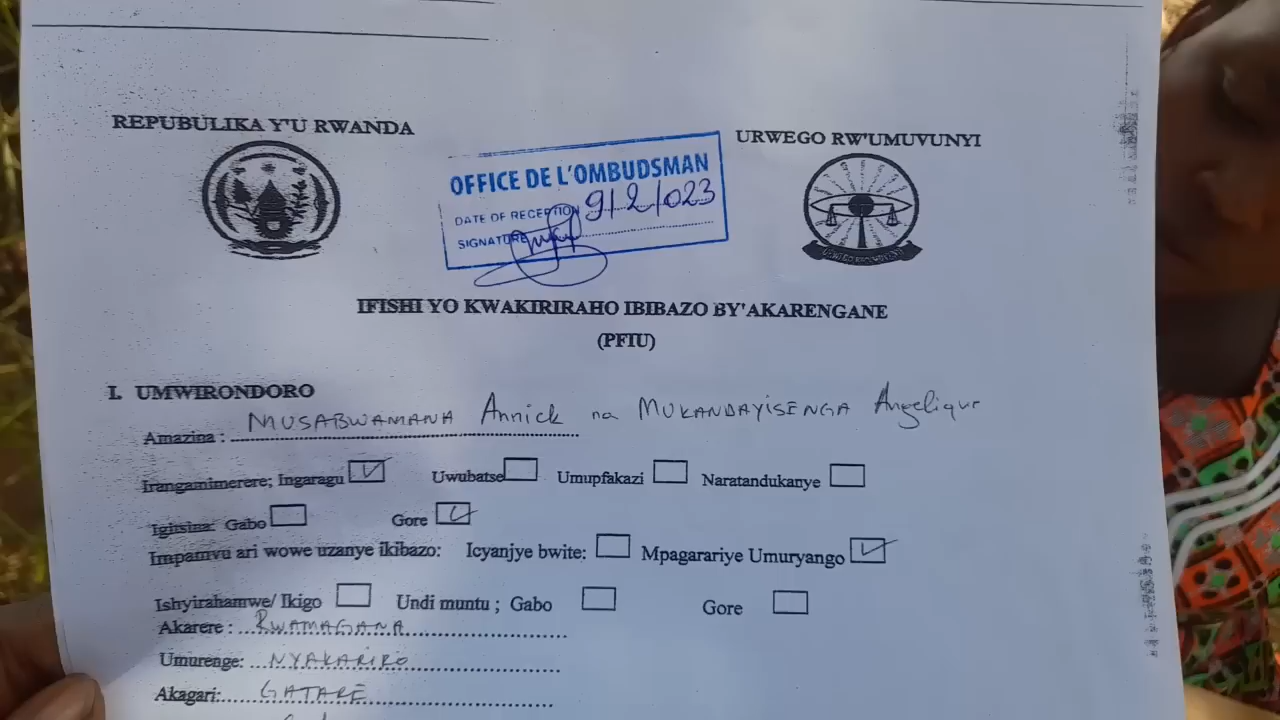 REPUBULIKA Y'U RWANDA
URWEGO RW'UMUVUNYI
OFFICE DE L'OMBUDSMAN
DATE OF RECEPTION 9/2/023
SIGNATURE
IFISHI YO KWAKIRIRAHO IBIBAZO BY'AKARENGANE
(PFIU)
I. UMWIRONDORO
Amazina : MUSABWAMANA Annick na MUKANDAYISENGA Angelique
Irangamimerere; Ingaragu Uwubatse Umupfakazi Naratandukanye
Igitsina: Gabo Gore
Impamvu ari wowe uzanye ikibazo: Icyanjye bwite: Mpagarariye Umuryango
Ishyirahamwe/ Ikigo Undi muntu ; Gabo Gore
Akarere : RWAMAGANA
Umurenge: NYAKARIRO
Akagari: GATARE